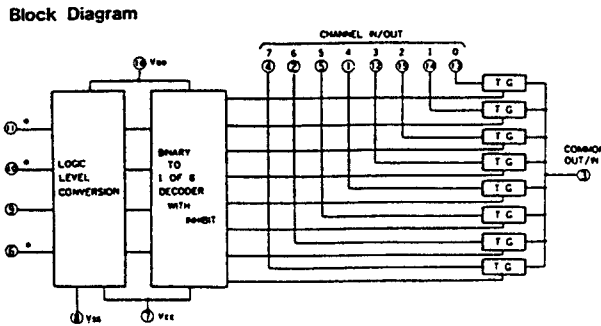 Block Diagram
CHANNEL IN/OUT
7 6 5 4 3 2 1 0
4 2 5 1 12 15 14 13
16 VDD
11 *
LOGIC
LEVEL
CONVERSION
BINARY
TO
1 OF 8
DECODER
WITH
INHIBIT
10 *
9
6 *
8 VSS
7 VEE
TG
TG
TG
TG
TG
TG
TG
TG
COMMON
OUT/IN
3